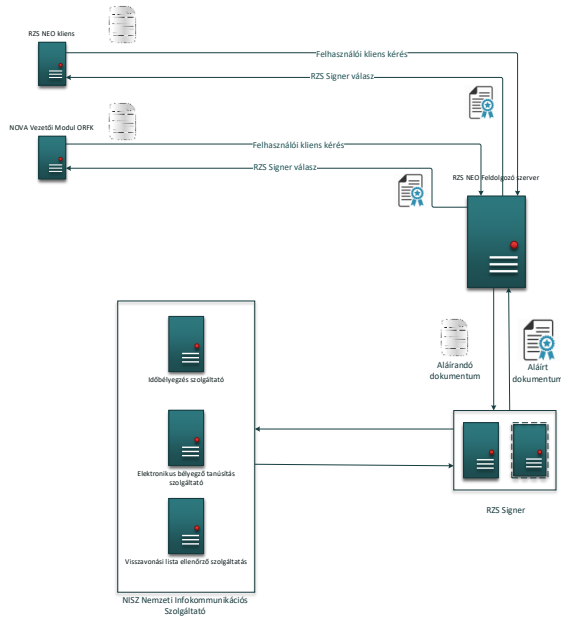 RZS NEO kliens
Felhasználói kliens kérés
RZS Signer válasz
NOVA Vezetői Modul ORFK
Felhasználói kliens kérés
RZS Signer válasz
RZS NEO Feldolgozó szerver
Aláírandó
dokumentum
Aláírt
dokumentum
Időbélyegzés szolgáltató
Elektronikus bélyegző tanúsítás
szolgáltató
Visszavonási lista ellenőrző szolgáltatás
RZS Signer
NISZ Nemzeti Infokommunikációs
Szolgáltató